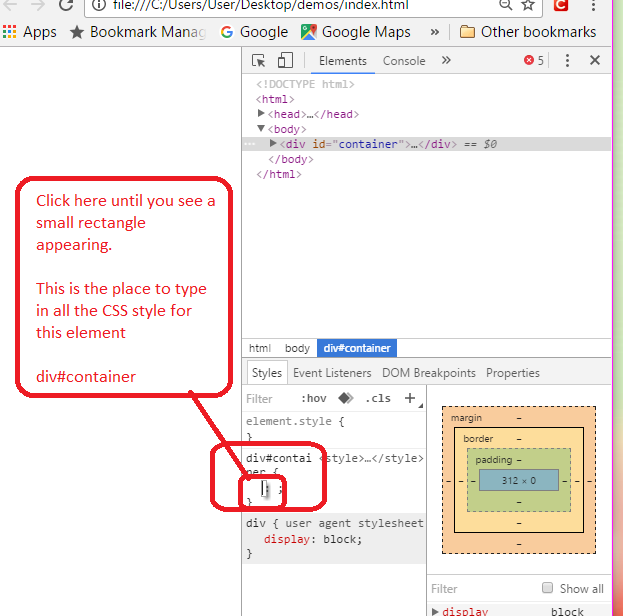 file:///C:/Users/User/Desktop/demos/index.html
Apps Bookmark Manag Google Google Maps » Other bookmarks
Elements Console » 5
<!DOCTYPE html>
<html>
<head>…</head>
<body>
<div id="container">…</div> == $0
</body>
</html>
Click here until you see a
small rectangle
appearing.
This is the place to type
in all the CSS style for
this element
div#container
html body div#container
Styles Event Listeners DOM Breakpoints Properties
Filter :hov .cls +
element.style {
}
div#contai <style>…</style>
ner {
: ;
}
div { user agent stylesheet
display: block;
}
margin –
border –
padding –
– – – 312 × 0 – – –
–
–
–
Filter Show all
display block